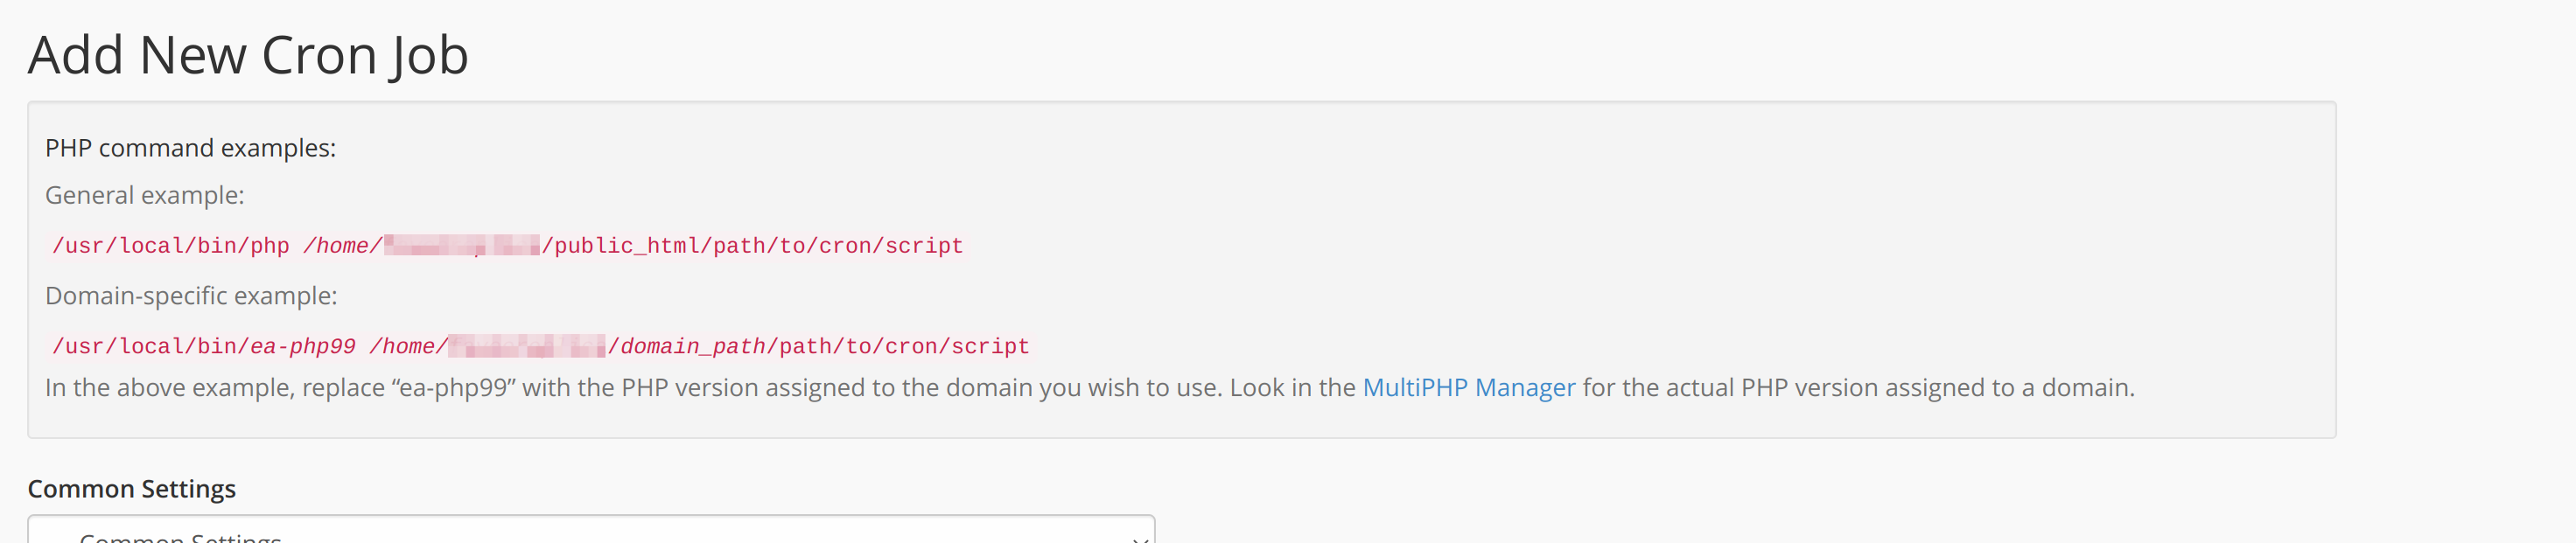 Add New Cron Job
PHP command examples:
General example:
/usr/local/bin/php /home/ /public_html/path/to/cron/script
Domain-specific example:
/usr/local/bin/ea-php99 /home/ /domain_path/path/to/cron/script
In the above example, replace “ea-php99” with the PHP version assigned to the domain you wish to use. Look in the MultiPHP Manager for the actual PHP version assigned to a domain.
Common Settings
Common Settings